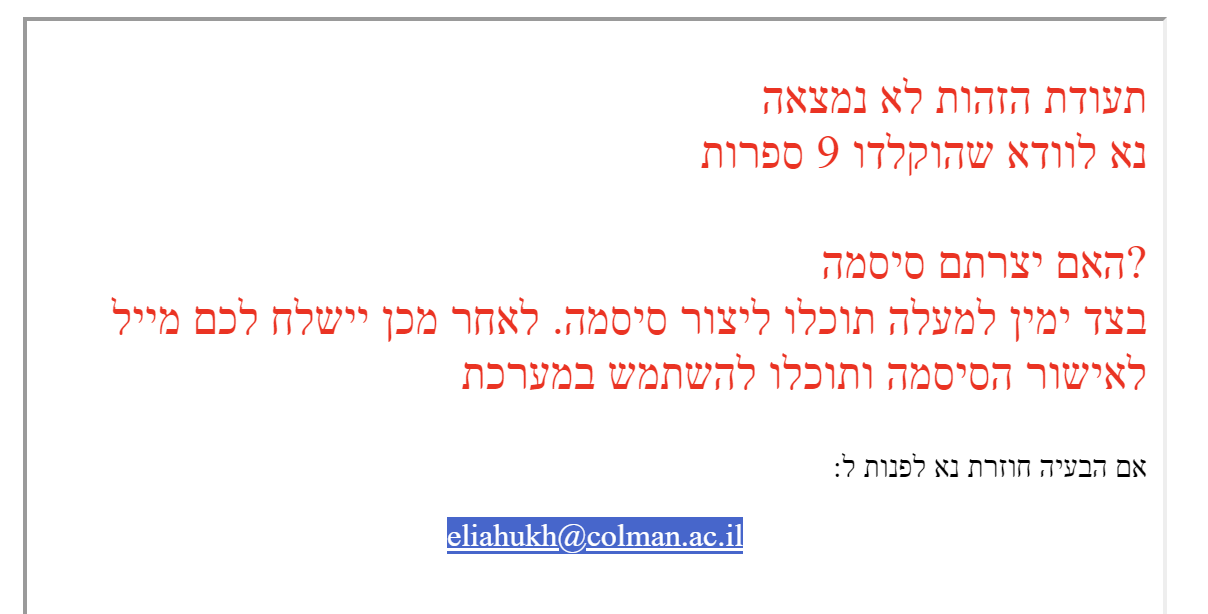 תעודת הזהות לא נמצאה
נא לוודא שהוקלדו 9 ספרות
?האם יצרתם סיסמה
בצד ימין למעלה תוכלו ליצור סיסמה. לאחר מכן יישלח לכם מייל
לאישור הסיסמה ותוכלו להשתמש במערכת
אם הבעיה חוזרת נא לפנות ל:
eliahukh@colman.ac.il